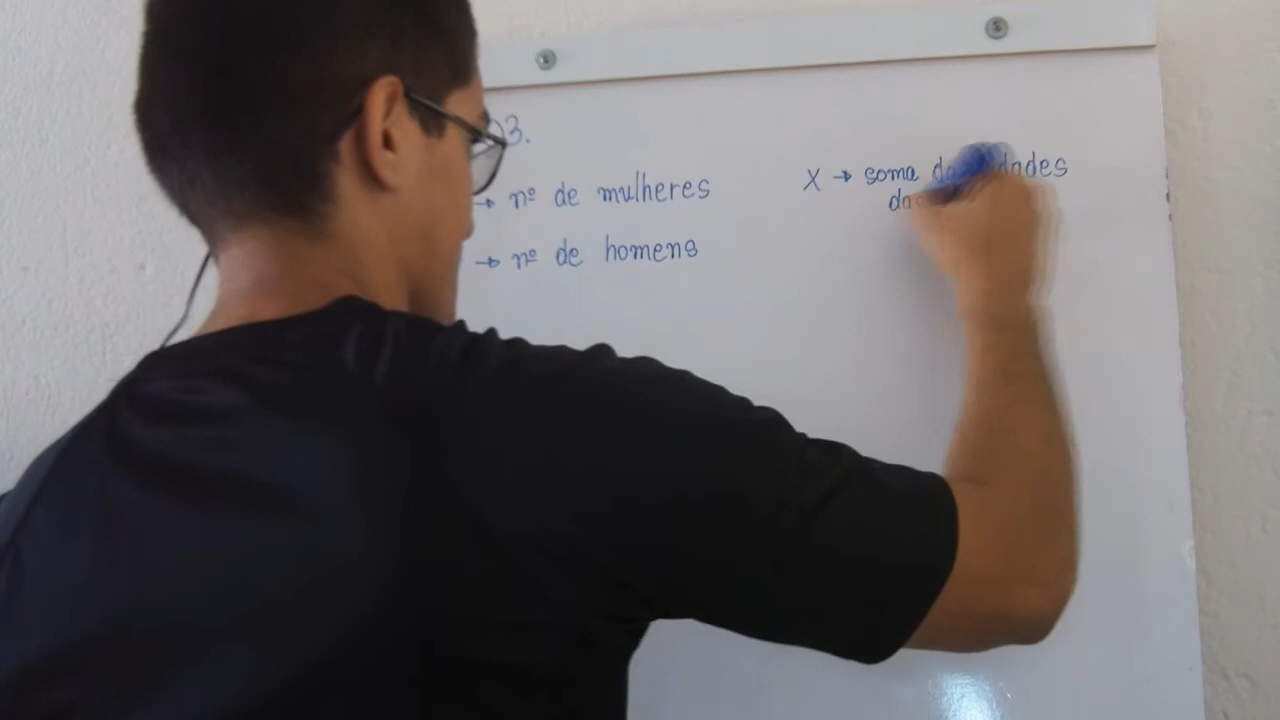 3.
→ nº de mulheres
→ nº de homens
X → soma